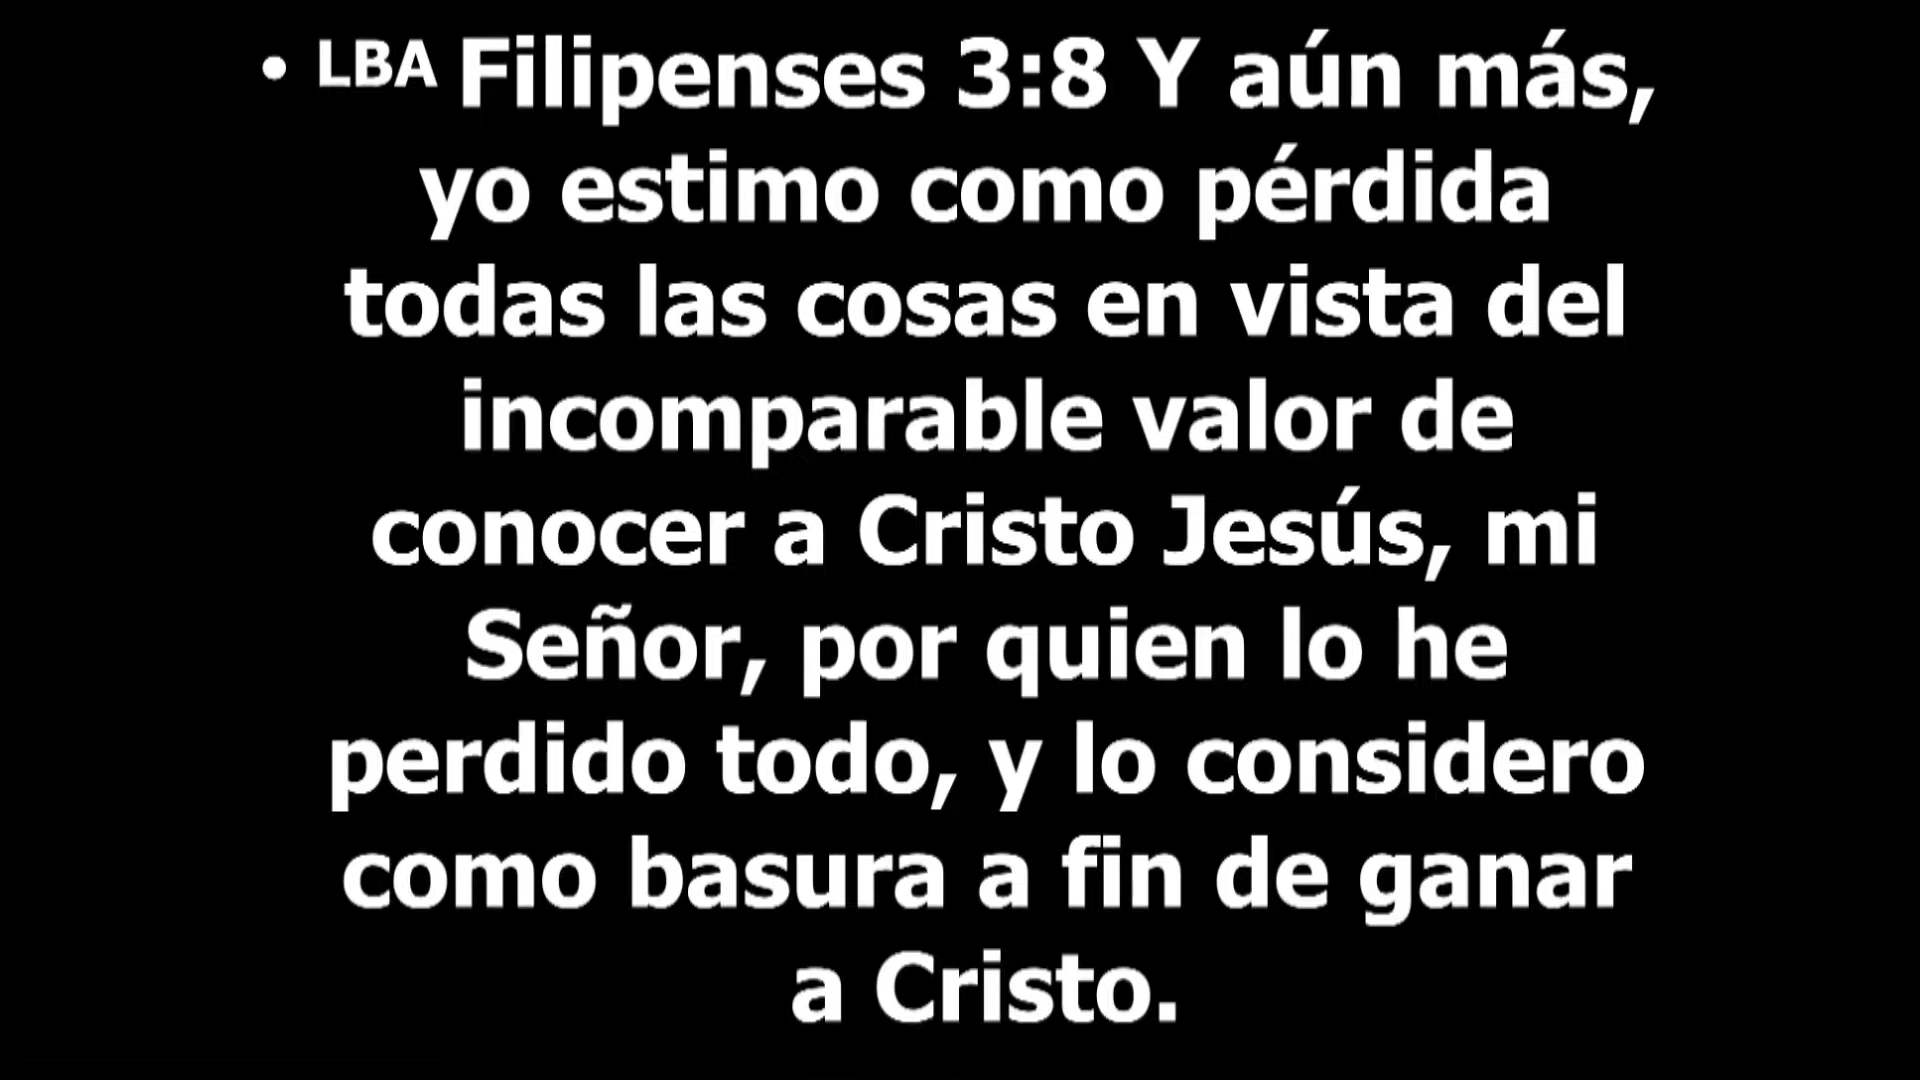 • LBA Filipenses 3:8 Y aún más,
yo estimo como pérdida
todas las cosas en vista del
incomparable valor de
conocer a Cristo Jesús, mi
Señor, por quien lo he
perdido todo, y lo considero
como basura a fin de ganar
a Cristo.